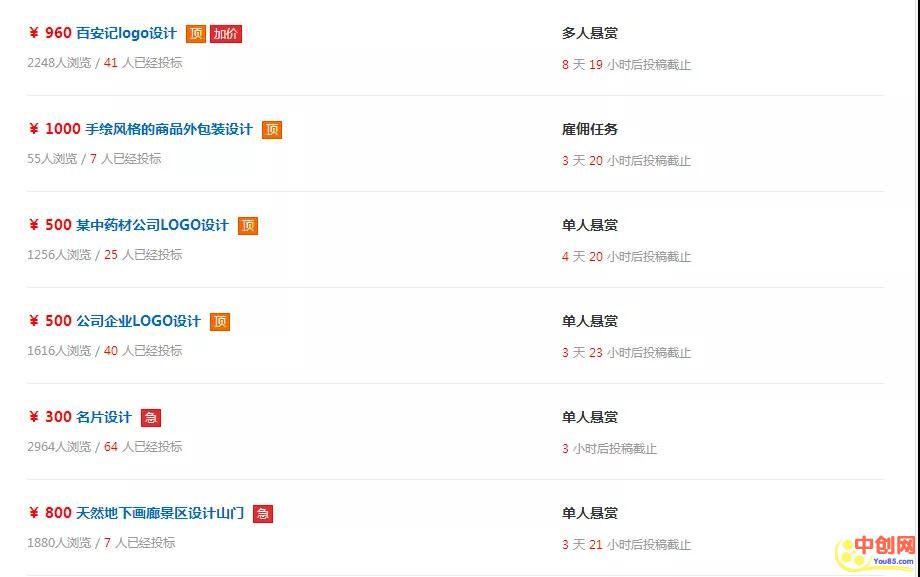 ¥ 960 百安记logo设计 顶 加价 多人悬赏
2248人浏览 / 41 人已经投标 8 天 19 小时后投稿截止
¥ 1000 手绘风格的商品外包装设计 顶 雇佣任务
55人浏览 / 7 人已经投标 3 天 20 小时后投稿截止
¥ 500 某中药材公司LOGO设计 顶 单人悬赏
1256人浏览 / 25 人已经投标 4 天 20 小时后投稿截止
¥ 500 公司企业LOGO设计 顶 单人悬赏
1616人浏览 / 40 人已经投标 3 天 23 小时后投稿截止
¥ 300 名片设计 急 单人悬赏
2964人浏览 / 64 人已经投标 3 小时后投稿截止
¥ 800 天然地下画廊景区设计山门 急 单人悬赏
1880人浏览 / 7 人已经投标 3 天 21 小时后投稿截止
中创网
You85.com